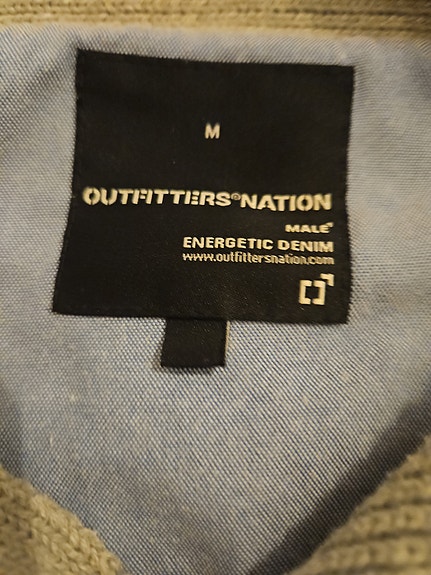 M
OUTFITTERS®NATION
MALE®
ENERGETIC DENIM
www.outfittersnation.com